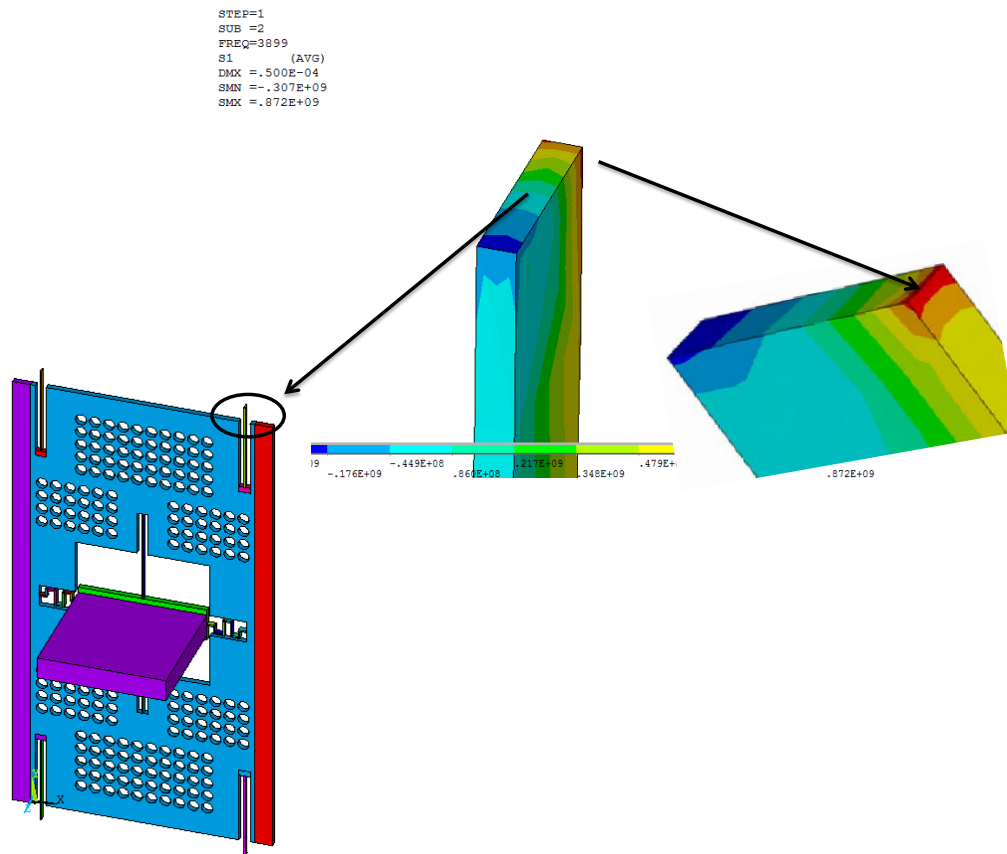 STEP=1
SUB =2
FREQ=3899
S1 (AVG)
DMX =.500E-04
SMN =-.307E+09
SMX =.872E+09
-.449E+08 .217E+09 .479E+
-.176E+09 .860E+08 .348E+09 .872E+09
Y
Z X